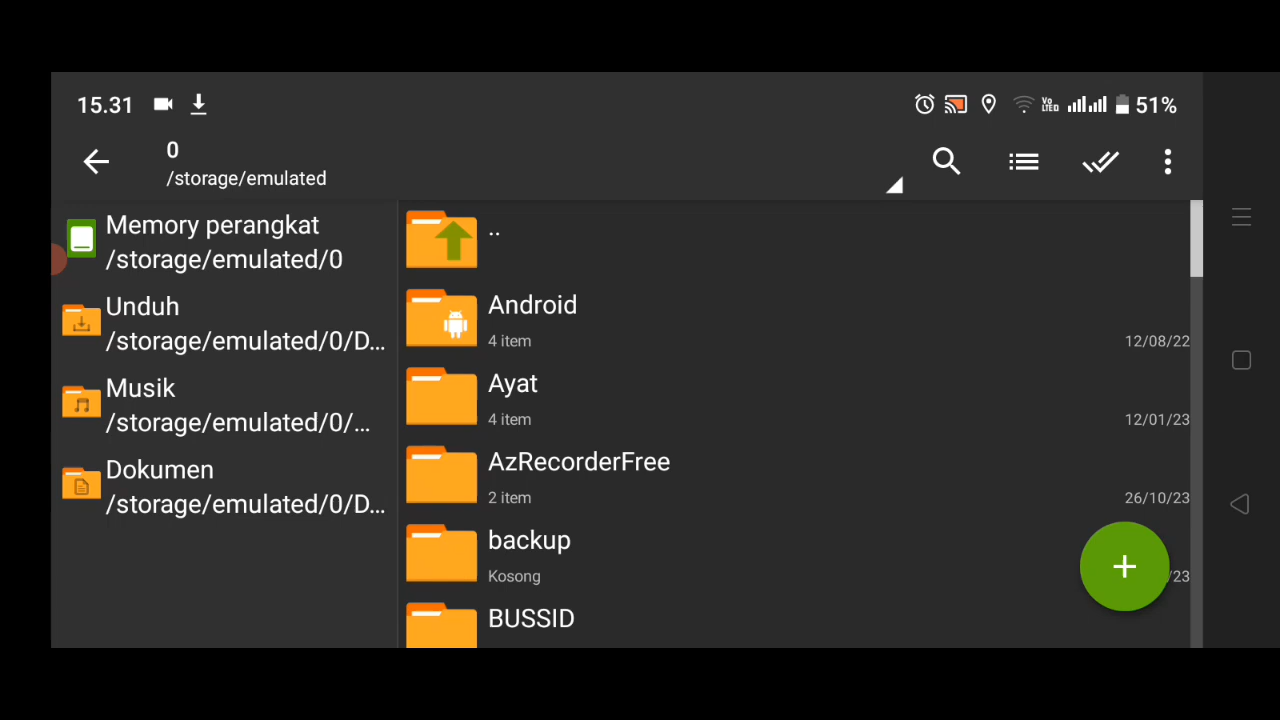 15.31
Vo LTED
51%
0
/storage/emulated
Memory perangkat
/storage/emulated/0
Unduh
/storage/emulated/0/D...
Musik
/storage/emulated/0/...
Dokumen
/storage/emulated/0/D...
..
Android
4 item
12/08/22
Ayat
4 item
12/01/23
AzRecorderFree
2 item
26/10/23
backup
Kosong
/23
BUSSID